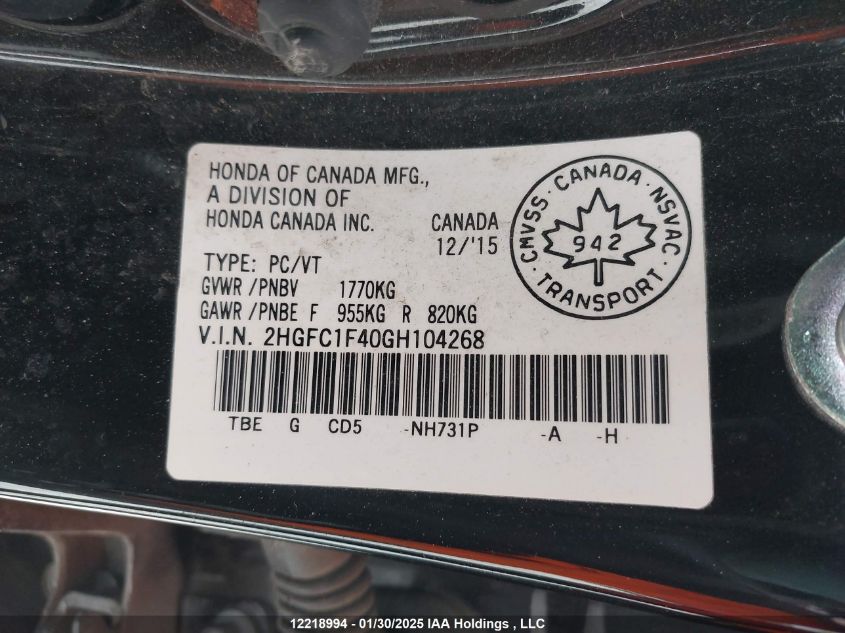 HONDA OF CANADA MFG.,
A DIVISION OF
HONDA CANADA INC.
CANADA
12/'15
CMVSS · CANADA · NSVAC
942
TRANSPORT
TYPE: PC/VT
GVWR /PNBV 1770KG
GAWR /PNBE F 955KG R 820KG
V.I.N. 2HGFC1F40GH104268
TBE G CD5 -NH731P -A -H
12218994 - 01/30/2025 IAA Holdings , LLC